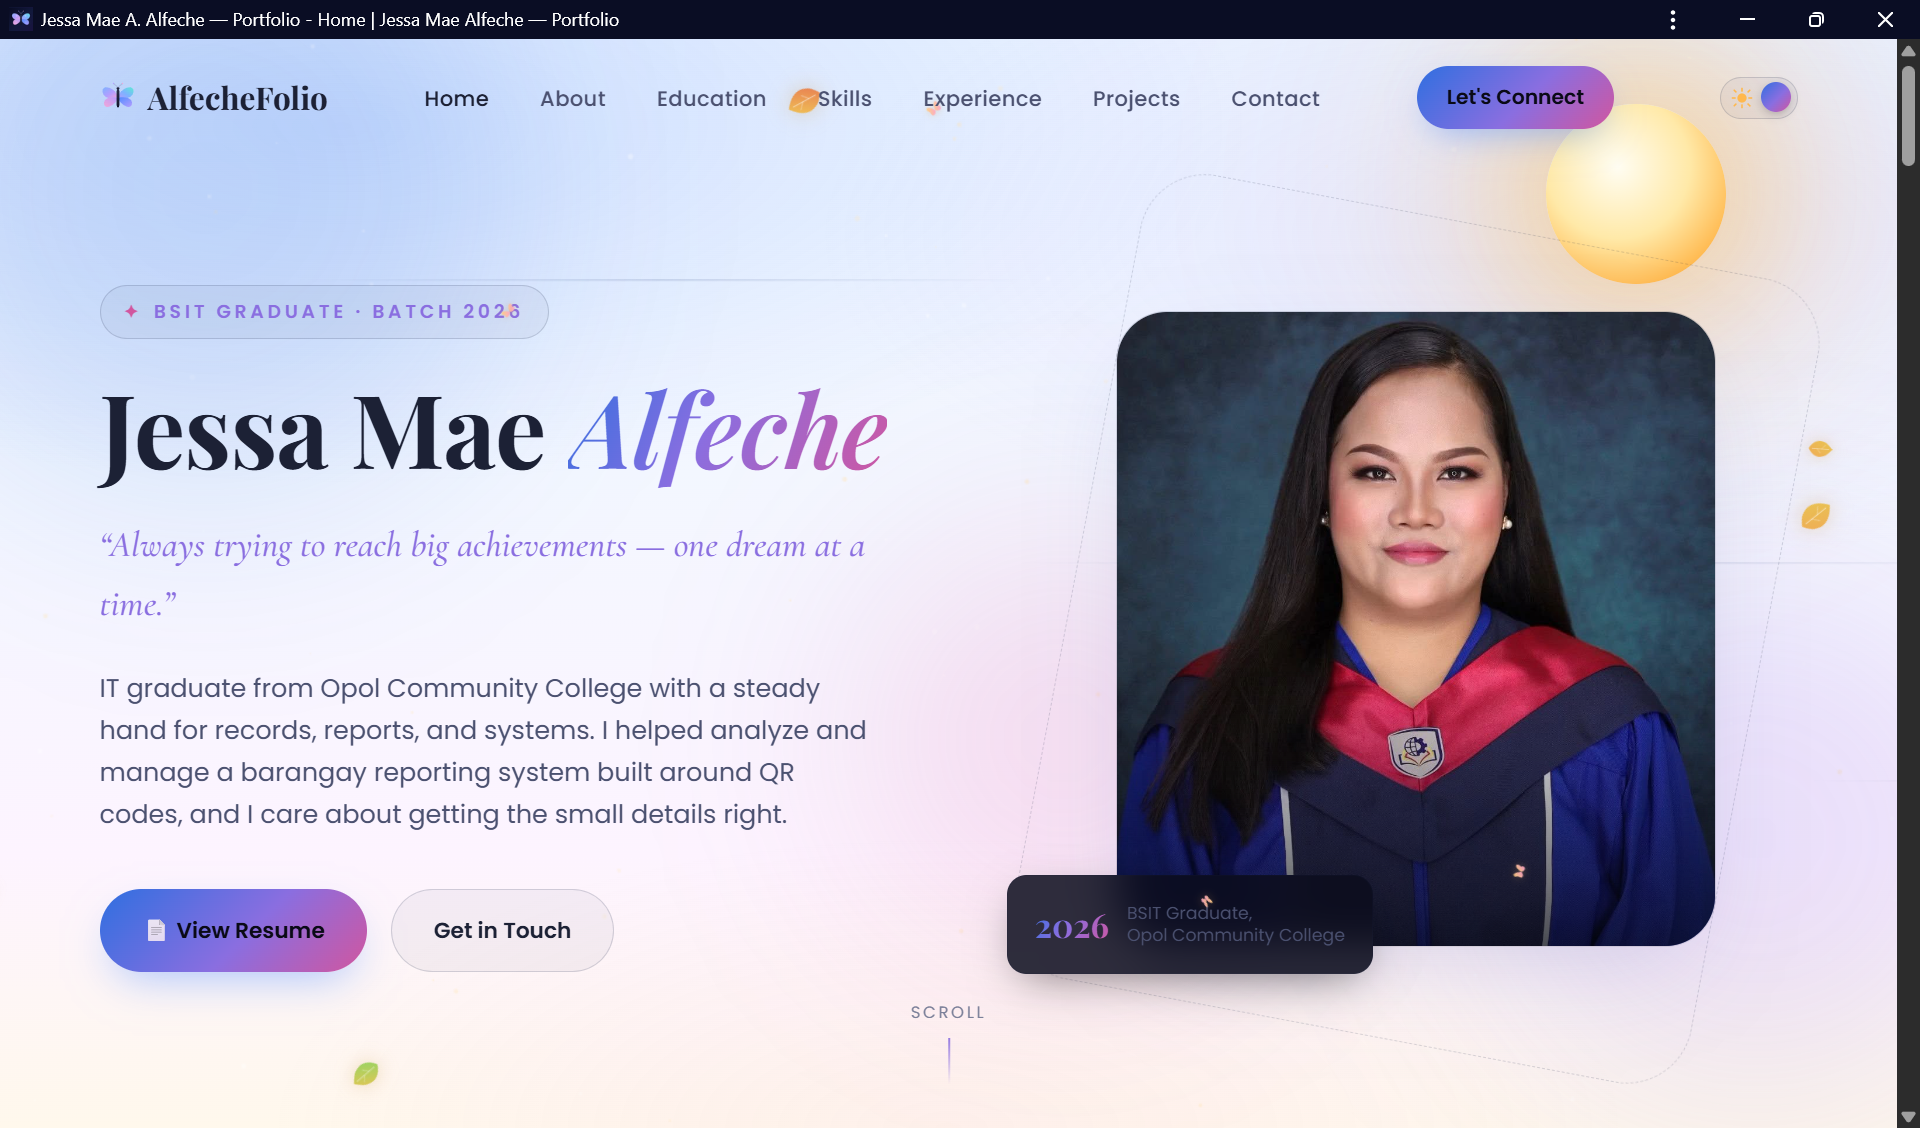 Jessa Mae A. Alfeche — Portfolio - Home | Jessa Mae Alfeche — Portfolio
AlfecheFolio
Home
About
Education
Skills
Experience
Projects
Contact
Let's Connect
✦ BSIT GRADUATE · BATCH 2026
Jessa Mae Alfeche
“Always trying to reach big achievements — one dream at a
time.”
IT graduate from Opol Community College with a steady
hand for records, reports, and systems. I helped analyze and
manage a barangay reporting system built around QR
codes, and I care about getting the small details right.
View Resume
Get in Touch
2026
BSIT Graduate,
Opol Community College
SCROLL